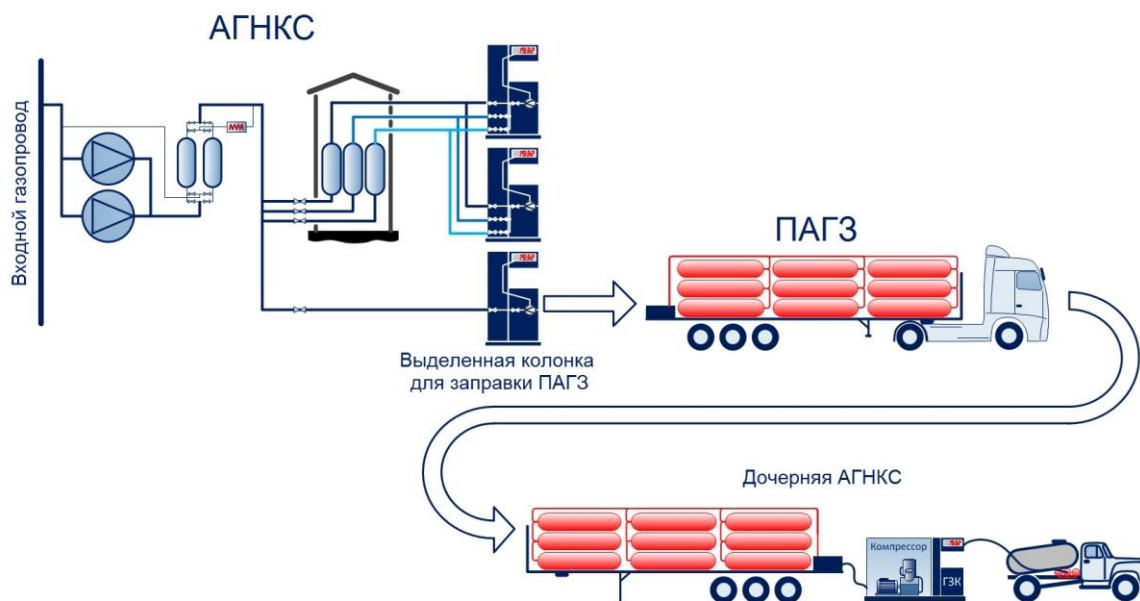 АГНКС
Входной газопровод
Выделенная колонка
для заправки ПАГЗ
ПАГЗ
Дочерняя АГНКС
Компрессор
ГЗК